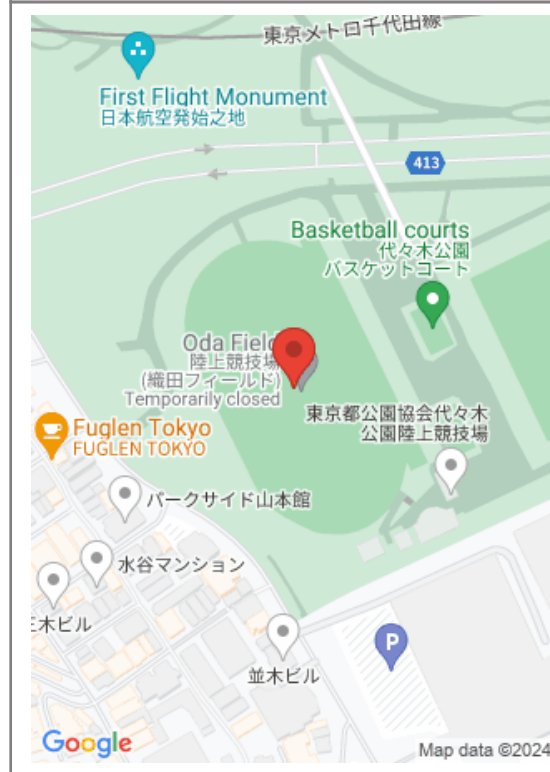 東京メトロ千代田線
First Flight Monument
日本航空発始之地
413
Basketball courts
代々木公園
バスケットコート
Oda Field
陸上競技場
(織田フィールド)
Temporarily closed
東京都公園協会代々木
公園陸上競技場
Fuglen Tokyo
FUGLEN TOKYO
パークサイド山本館
水谷マンション
三木ビル
並木ビル
P
Google
Map data ©2024